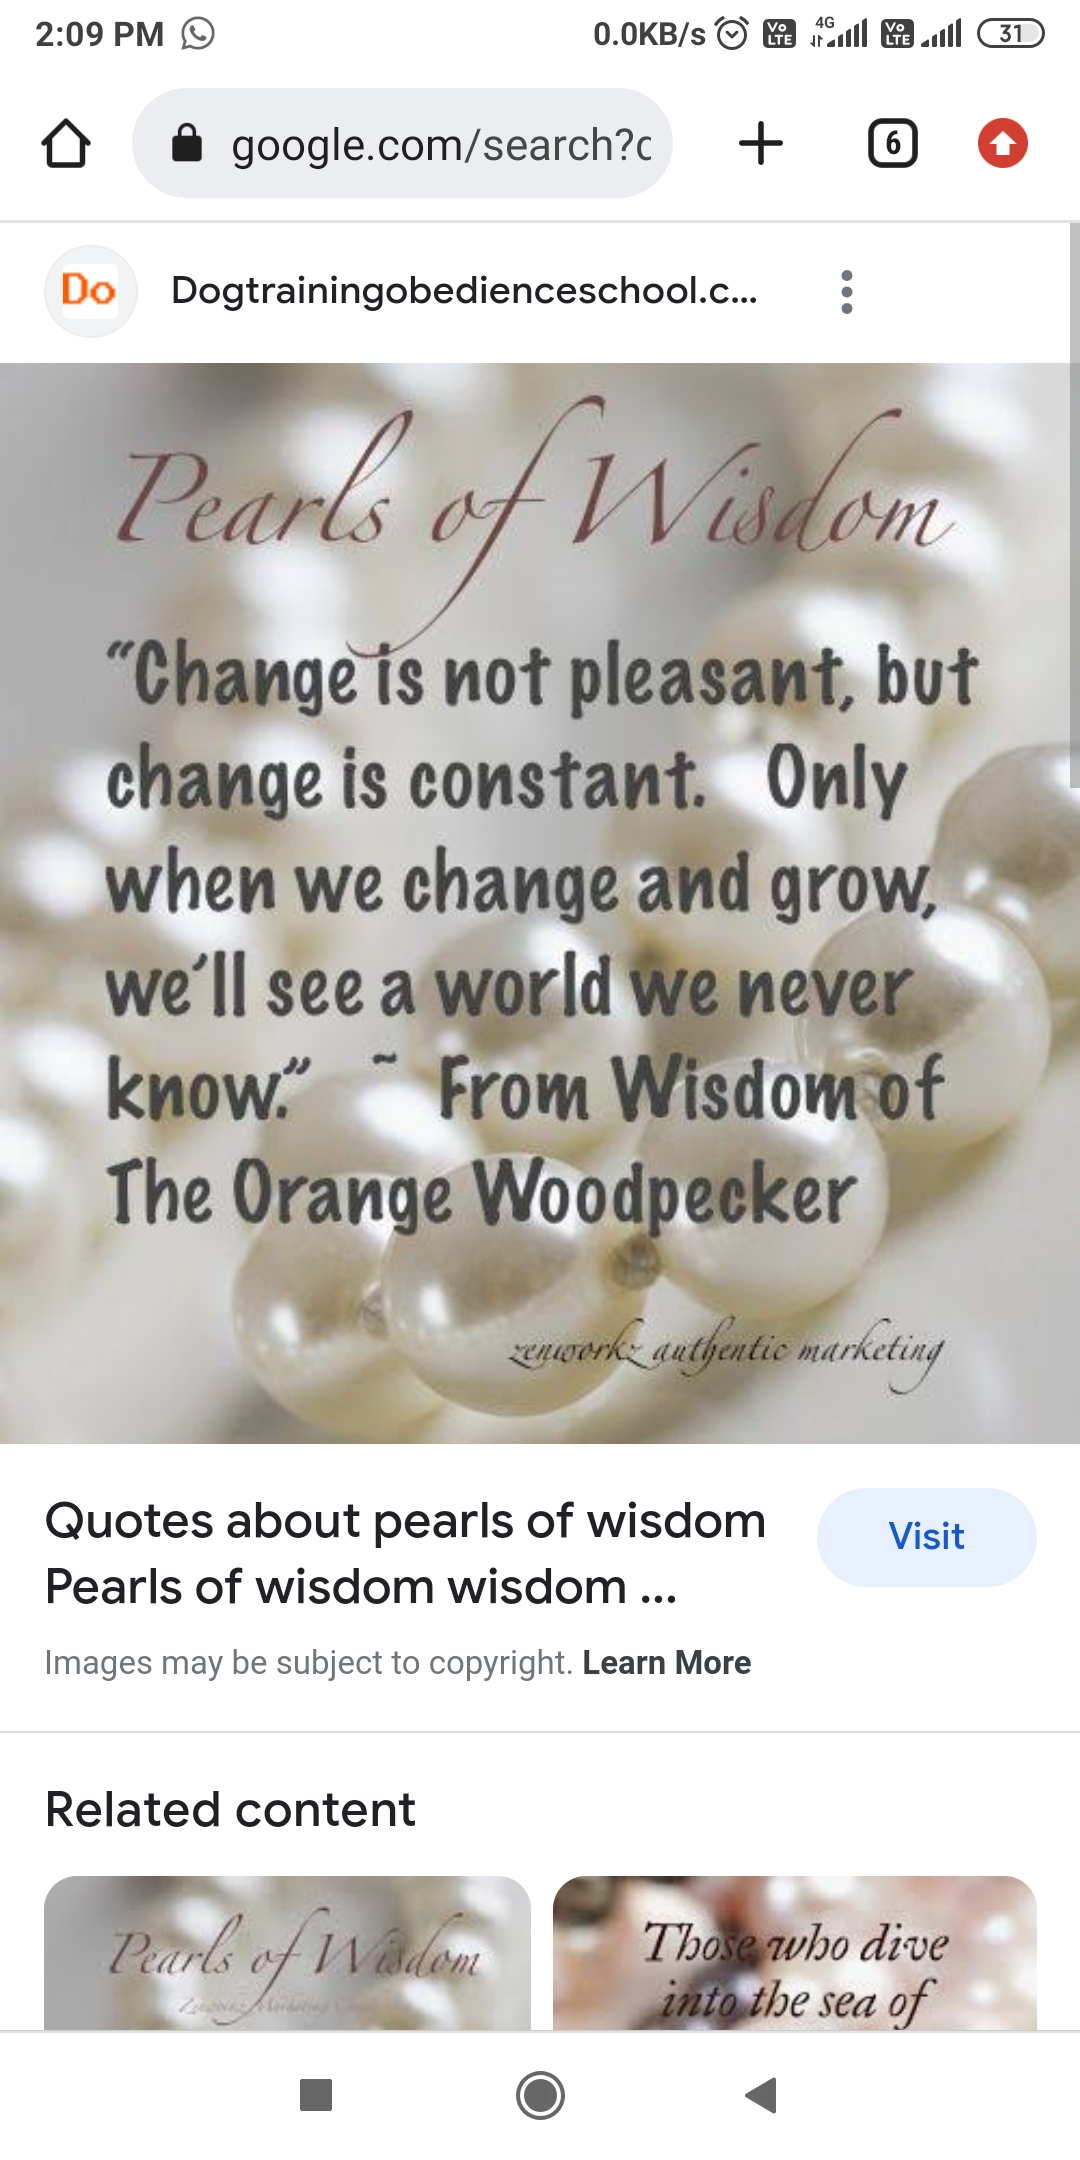 2:09 PM
0.0KB/s
Vo LTE
4G
Vo LTE
31
google.com/search?c
6
Do
Dogtrainingobedienceschool.c...
Pearls of Wisdom
“Change is not pleasant, but
change is constant. Only
when we change and grow,
we’ll see a world we never
know.” ~ From Wisdom of
The Orange Woodpecker
zenworkz authentic marketing
Quotes about pearls of wisdom
Pearls of wisdom wisdom ...
Visit
Images may be subject to copyright. Learn More
Related content
Pearls of Wisdom
Those who dive
into the sea of